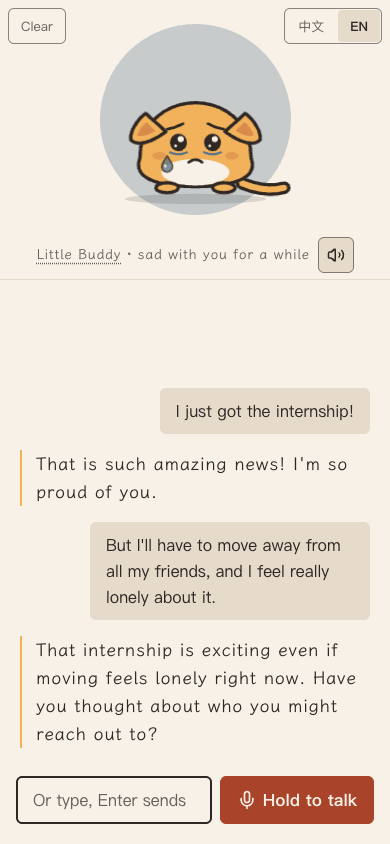 Clear
中文 EN
Little Buddy • sad with you for a while
I just got the internship!
That is such amazing news! I'm so
proud of you.
But I'll have to move away from
all my friends, and I feel really
lonely about it.
That internship is exciting even if
moving feels lonely right now. Have
you thought about who you might
reach out to?
Or type, Enter sends
Hold to talk